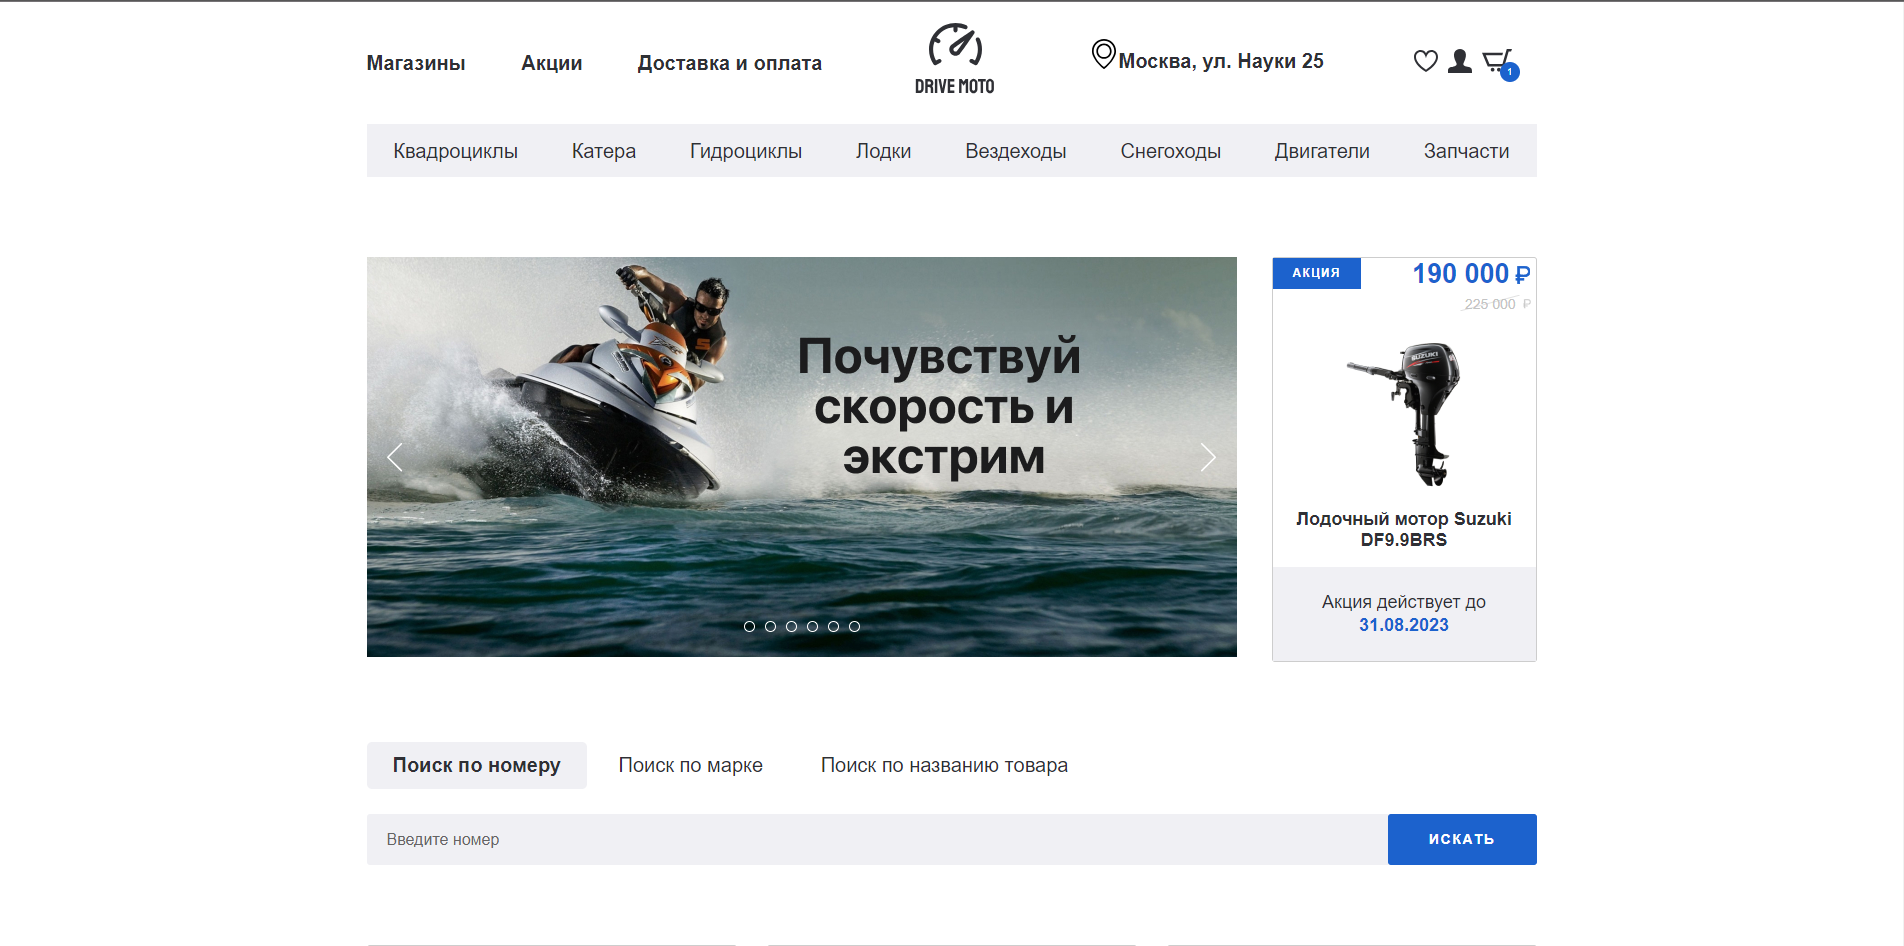 Магазины
Акции
Доставка и оплата
DRIVE MOTO
Москва, ул. Науки 25
1
Квадроциклы
Катера
Гидроциклы
Лодки
Вездеходы
Снегоходы
Двигатели
Запчасти
Почувствуй
скорость и
экстрим
АКЦИЯ
190 000 ₽
225 000 ₽
SUZUKI
Лодочный мотор Suzuki
DF9.9BRS
Акция действует до
31.08.2023
Поиск по номеру
Поиск по марке
Поиск по названию товара
Введите номер
ИСКАТЬ